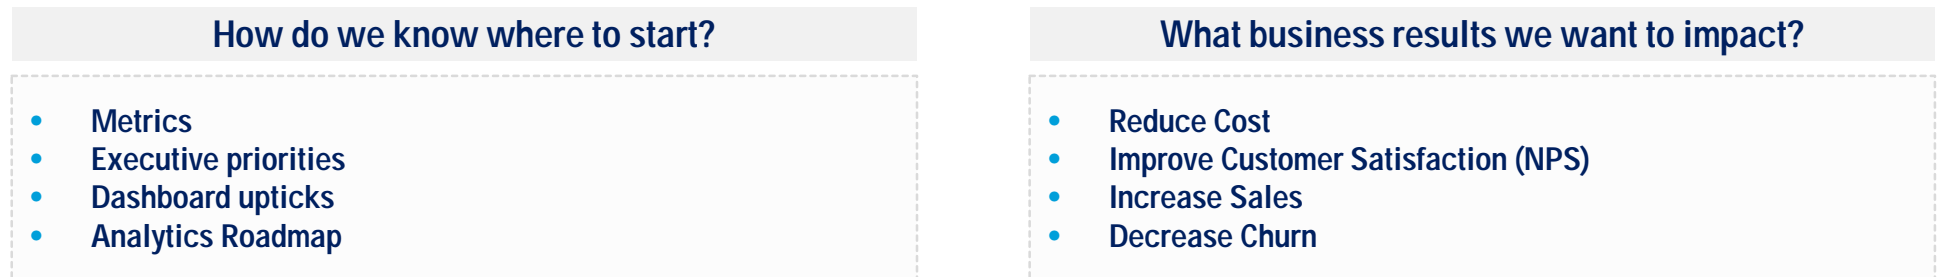 How do we know where to start?
• Metrics
• Executive priorities
• Dashboard upticks
• Analytics Roadmap
What business results we want to impact?
• Reduce Cost
• Improve Customer Satisfaction (NPS)
• Increase Sales
• Decrease Churn